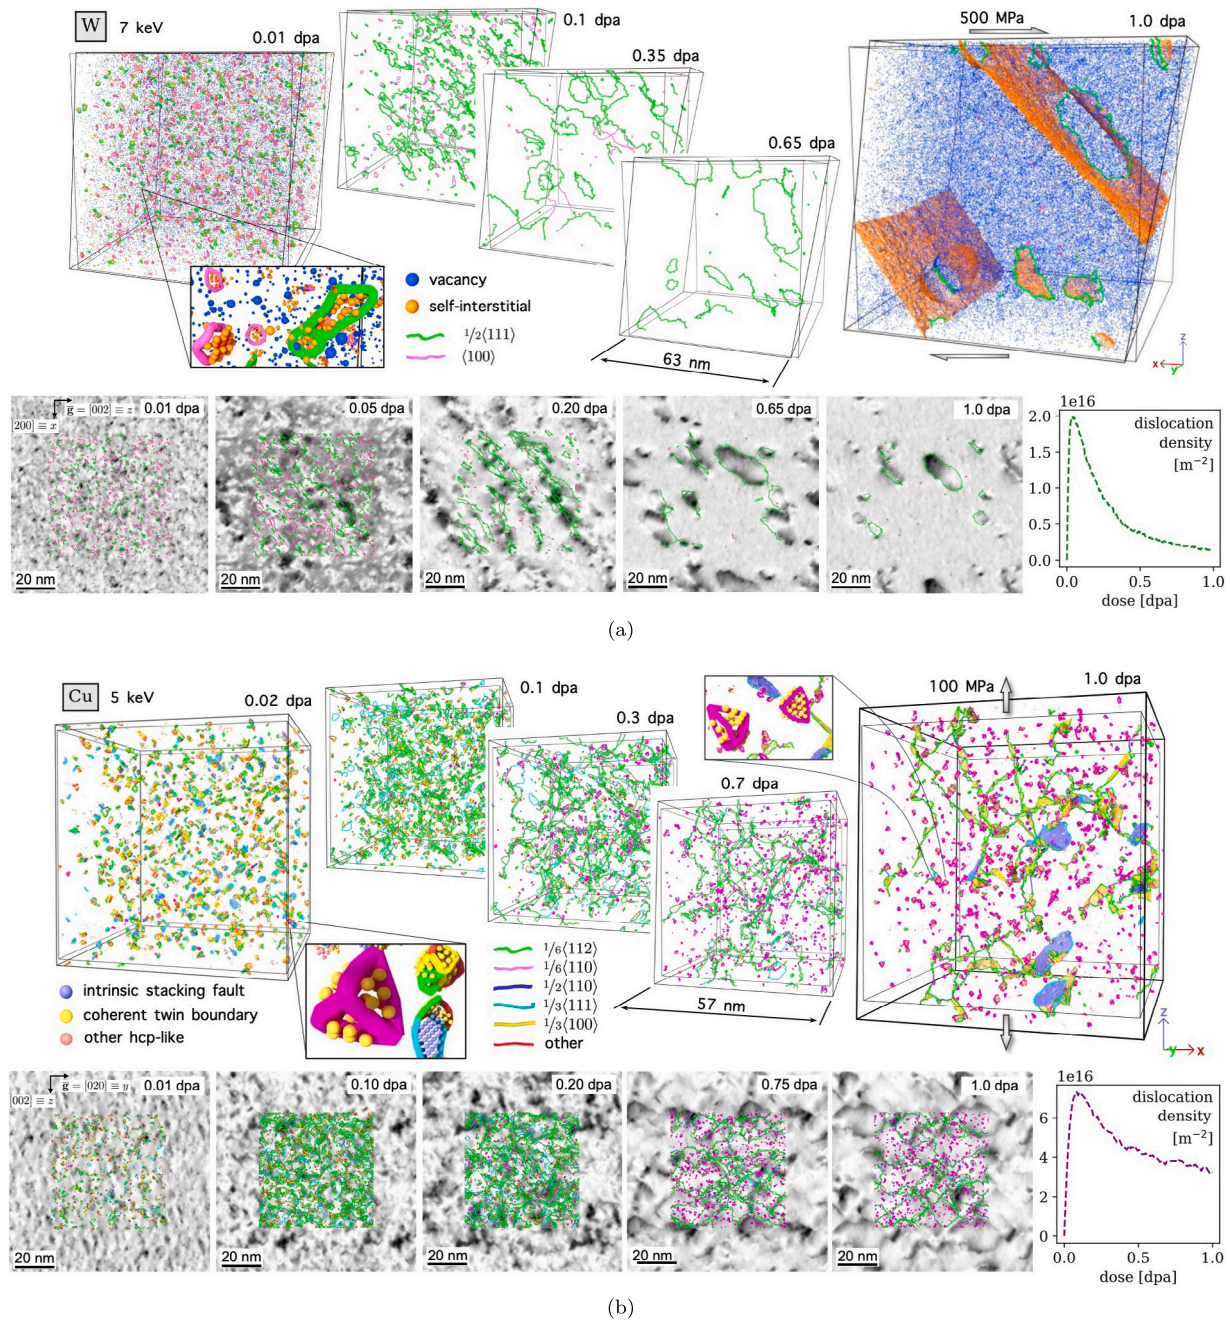 W 7 keV
0.01 dpa
0.1 dpa
0.35 dpa
0.65 dpa
500 MPa
1.0 dpa
vacancy
self-interstitial
1/2⟨111⟩
⟨100⟩
63 nm
z
x
y
g = [002] ≡ z
[200] ≡ x
0.01 dpa
20 nm
0.05 dpa
20 nm
0.20 dpa
20 nm
0.65 dpa
20 nm
1.0 dpa
20 nm
1e16
dislocation
density
[m⁻²]
2.0
1.5
1.0
0.5
0.0
0.0 0.5 1.0
dose [dpa]
(a)
Cu 5 keV
0.02 dpa
0.1 dpa
0.3 dpa
0.7 dpa
100 MPa
1.0 dpa
intrinsic stacking fault
coherent twin boundary
other hcp-like
1/6⟨112⟩
1/6⟨110⟩
1/2⟨110⟩
1/3⟨111⟩
1/3⟨100⟩
other
57 nm
z
y
x
g = [020] ≡ y
[002] ≡ z
0.01 dpa
20 nm
0.10 dpa
20 nm
0.20 dpa
20 nm
0.75 dpa
20 nm
1.0 dpa
20 nm
1e16
dislocation
density
[m⁻²]
6
4
2
0
0.0 0.5 1.0
dose [dpa]
(b)